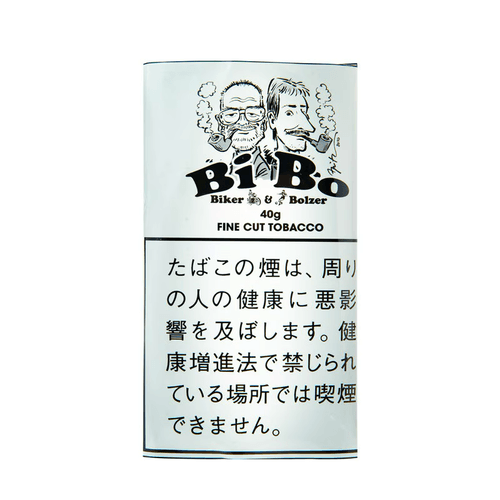 BiBo
Biker & Bolzer
40g
FINE CUT TOBACCO
たばこの煙は、周り
の人の健康に悪影
響を及ぼします。健
康増進法で禁じられ
ている場所では喫煙
できません。